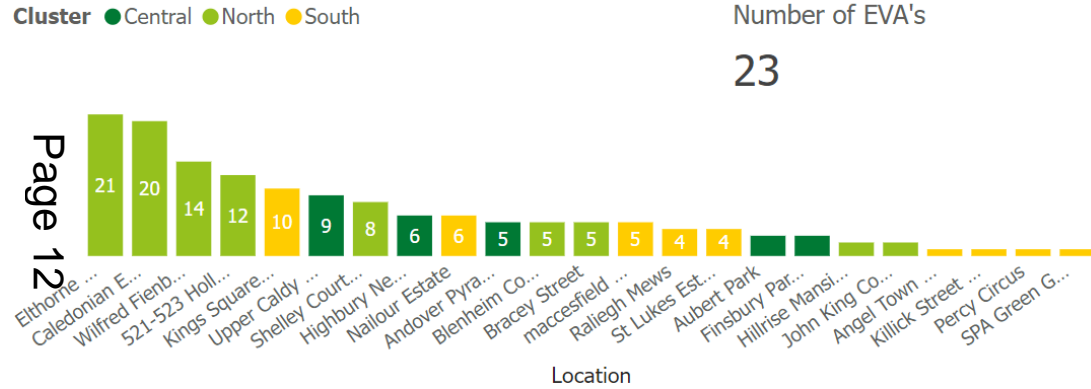 Cluster Central North South
Number of EVA's
23
Page 12
21
20
14
12
10
9
8
6
6
5
5
5
5
4
4
Elthorne ...
Caledonian E...
Wilfred Fienb...
521-523 Holl...
Kings Square...
Upper Caldy ...
Shelley Court...
Highbury Ne...
Nailour Estate
Andover Pyra...
Blenheim Co...
Bracey Street
maccesfield ...
Raliegh Mews
St Lukes Est...
Aubert Park
Finsbury Par...
Hillrise Mansi...
John King Co...
Angel Town ...
Killick Street ...
Percy Circus
SPA Green G...
Location